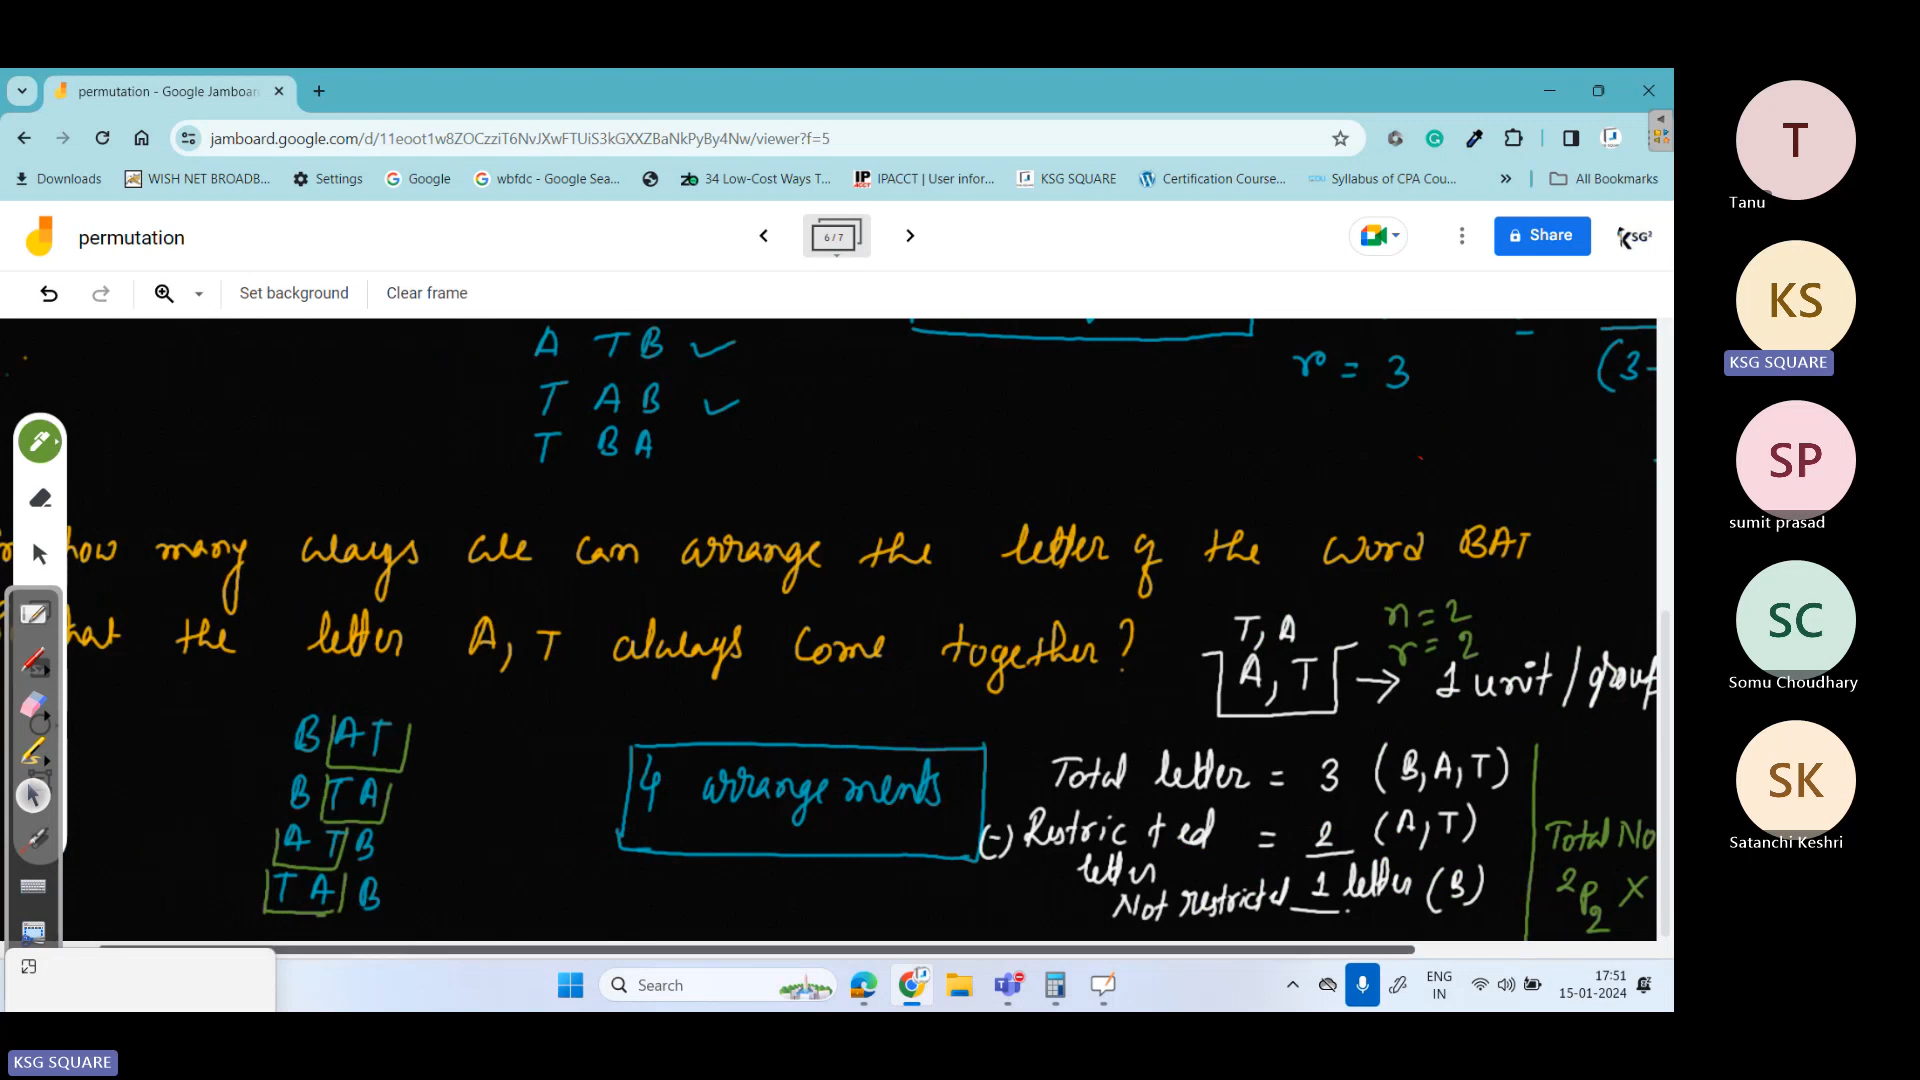 permutation - Google Jamboar
jamboard.google.com/d/11eoot1w8ZOCzziT6NvJXwFTUiS3kGXXZBaNkPyBy4Nw/viewer?f=5
Downloads WISH NET BROADB... Settings Google wbfdc - Google Sea... 34 Low-Cost Ways T... IPACCT | User infor... KSG SQUARE Certification Course... Syllabus of CPA Cou... » All Bookmarks
permutation 6 / 7 Share KSG²
Set background Clear frame
A T B ✓
T A B ✓
T B A
r = 3
(3-
how many ways we can arrange the letter of the word BAT
that the letter A, T always come together?
T, A
A, T → 1 unit / group
n = 2
r = 2
B A T
B T A
A T B
T A B
4 arrangements
Total letter = 3 (B, A, T)
(-) Restricted letter = 2 (A, T)
Not restricted 1 letter (B)
Total No
²P₂ X
Search
ENG
IN
17:51
15-01-2024
T
Tanu
KS
KSG SQUARE
SP
sumit prasad
SC
Somu Choudhary
SK
Satanchi Keshri
KSG SQUARE